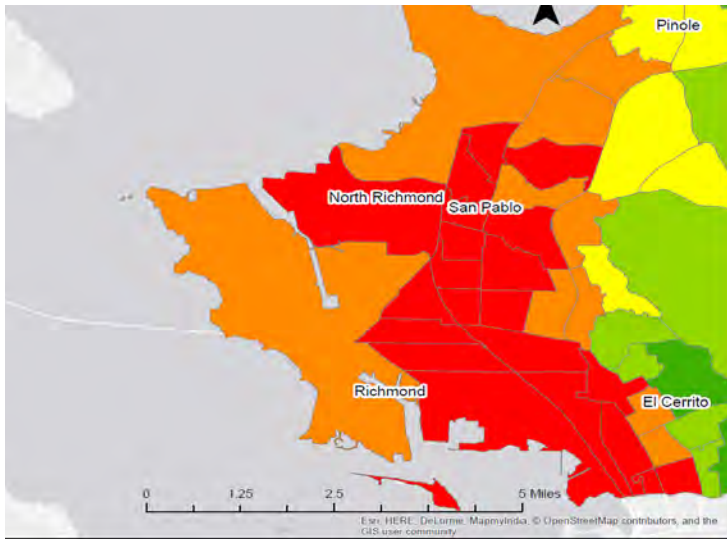 Pinole
North Richmond
San Pablo
Richmond
El Cerrito
0 1.25 2.5 5 Miles
Esri, HERE, DeLorme, MapmyIndia, © OpenStreetMap contributors, and the
GIS user community